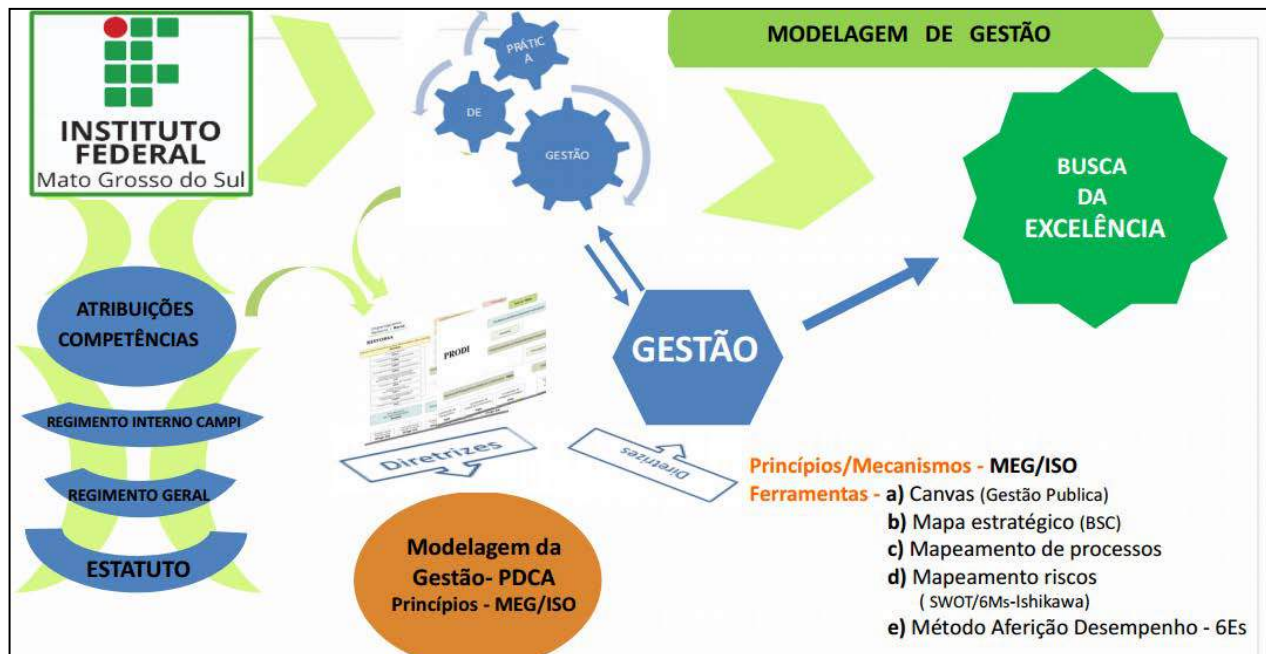 INSTITUTO
FEDERAL
Mato Grosso do Sul
PRÁTIC
A
DE
GESTÃO
MODELAGEM DE GESTÃO
BUSCA
DA
EXCELÊNCIA
ATRIBUIÇÕES
COMPETÊNCIAS
REGIMENTO INTERNO CAMPI
REGIMENTO GERAL
ESTATUTO
PRODI
GESTÃO
Diretrizes
Diretrizes
Modelagem da
Gestão- PDCA
Princípios - MEG/ISO
Princípios/Mecanismos - MEG/ISO
Ferramentas - a) Canvas (Gestão Publica)
b) Mapa estratégico (BSC)
c) Mapeamento de processos
d) Mapeamento riscos
( SWOT/6Ms-Ishikawa)
e) Método Aferição Desempenho - 6Es